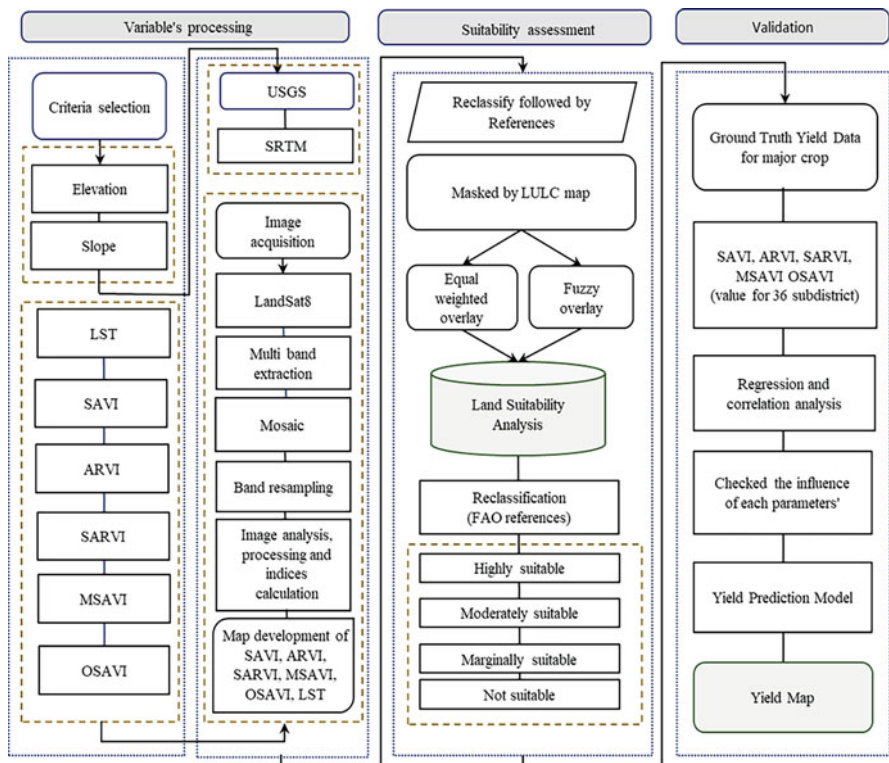 Variable's processing
Criteria selection
Elevation
Slope
LST
SAVI
ARVI
SARVI
MSAVI
OSAVI
USGS
SRTM
Image
acquisition
LandSat8
Multi band
extraction
Mosaic
Band resampling
Image analysis,
processing and
indices
calculation
Map development of
SAVI, ARVI,
SARVI, MSAVI,
OSAVI, LST
Suitability assessment
Reclassify followed by
References
Masked by LULC map
Equal
weighted
overlay
Fuzzy
overlay
Land Suitability
Analysis
Reclassification
(FAO references)
Highly suitable
Moderately suitable
Marginally suitable
Not suitable
Validation
Ground Truth Yield Data
for major crop
SAVI, ARVI, SARVI,
MSAVI OSAVI
(value for 36 subdistrict)
Regression and
correlation analysis
Checked the influence
of each parameters'
Yield Prediction Model
Yield Map